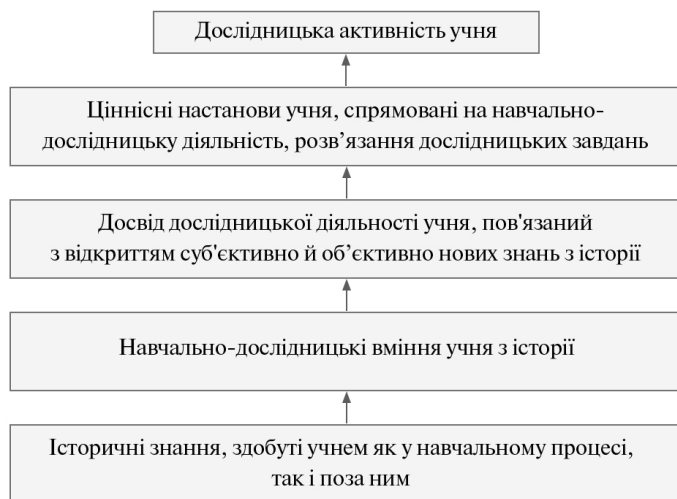 Дослідницька активність учня
Ціннісні настанови учня, спрямовані на навчально-
дослідницьку діяльність, розв’язання дослідницьких завдань
Досвід дослідницької діяльності учня, пов'язаний
з відкриттям суб'єктивно й об’єктивно нових знань з історії
Навчально-дослідницькі вміння учня з історії
Історичні знання, здобуті учнем як у навчальному процесі,
так і поза ним